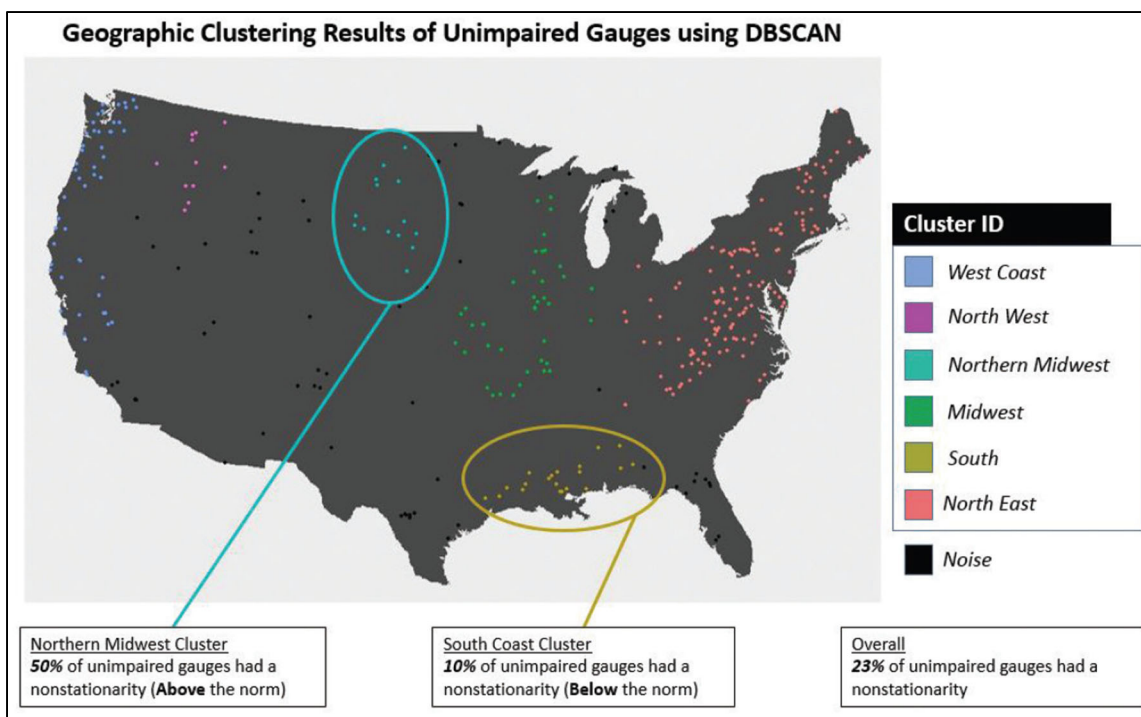 Geographic Clustering Results of Unimpaired Gauges using DBSCAN
Cluster ID
West Coast
North West
Northern Midwest
Midwest
South
North East
Noise
Northern Midwest Cluster
50% of unimpaired gauges had a
nonstationarity (Above the norm)
South Coast Cluster
10% of unimpaired gauges had a
nonstationarity (Below the norm)
Overall
23% of unimpaired gauges had a
nonstationarity